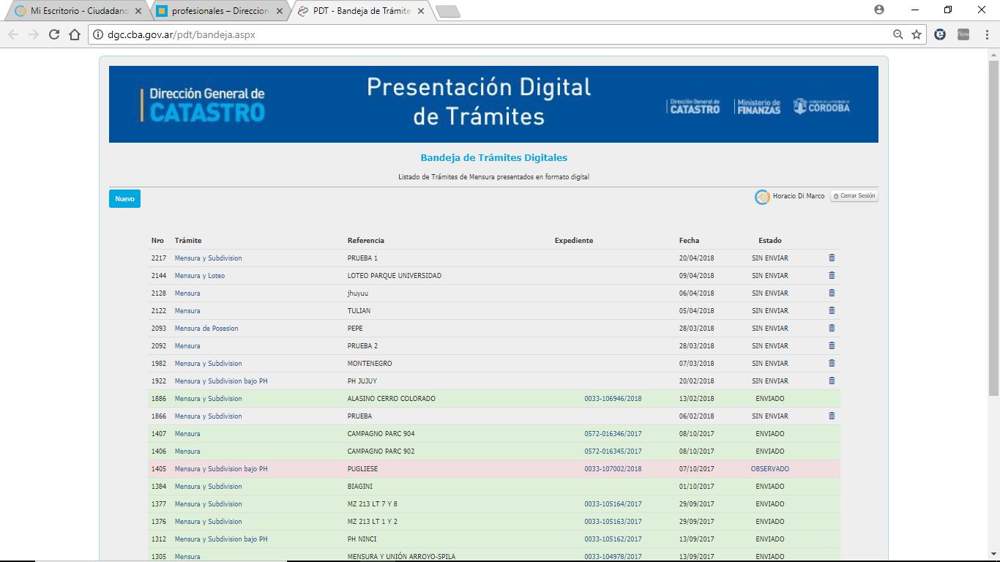 Mi Escritorio - Ciudadano
profesionales – Direccion
PDT - Bandeja de Trámite
dgc.cba.gov.ar/pdt/bandeja.aspx
Dirección General de
CATASTRO
Presentación Digital
de Trámites
Dirección General de
CATASTRO
Ministerio de
FINANZAS
CÓRDOBA
Bandeja de Trámites Digitales
Listado de Trámites de Mensura presentados en formato digital
Nuevo
Horacio Di Marco
Cerrar Sesión
Nro Trámite Referencia Expediente Fecha Estado
2217 Mensura y Subdivision PRUEBA 1 20/04/2018 SIN ENVIAR
2144 Mensura y Loteo LOTEO PARQUE UNIVERSIDAD 09/04/2018 SIN ENVIAR
2128 Mensura jhuyuu 06/04/2018 SIN ENVIAR
2122 Mensura TULIAN 05/04/2018 SIN ENVIAR
2093 Mensura de Posesion PEPE 28/03/2018 SIN ENVIAR
2092 Mensura PRUEBA 2 28/03/2018 SIN ENVIAR
1982 Mensura y Subdivision MONTENEGRO 07/03/2018 SIN ENVIAR
1922 Mensura y Subdivision bajo PH PH JUJUY 20/02/2018 SIN ENVIAR
1886 Mensura y Subdivision ALASINO CERRO COLORADO 0033-106946/2018 13/02/2018 ENVIADO
1866 Mensura y Subdivision PRUEBA 06/02/2018 SIN ENVIAR
1407 Mensura CAMPAGNO PARC 904 0572-016346/2017 08/10/2017 ENVIADO
1406 Mensura CAMPAGNO PARC 902 0572-016345/2017 08/10/2017 ENVIADO
1405 Mensura y Subdivision bajo PH PUGLIESE 0033-107002/2018 07/10/2017 OBSERVADO
1384 Mensura y Subdivision BIAGINI 01/10/2017 ENVIADO
1377 Mensura y Subdivision MZ 213 LT 7 Y 8 0033-105164/2017 29/09/2017 ENVIADO
1376 Mensura y Subdivision MZ 213 LT 1 Y 2 0033-105163/2017 29/09/2017 ENVIADO
1312 Mensura y Subdivision bajo PH PH NINCI 0033-105162/2017 13/09/2017 ENVIADO
1305 Mensura MENSURA Y UNIÓN ARROYO-SPILA 0033-104978/2017 13/09/2017 ENVIADO